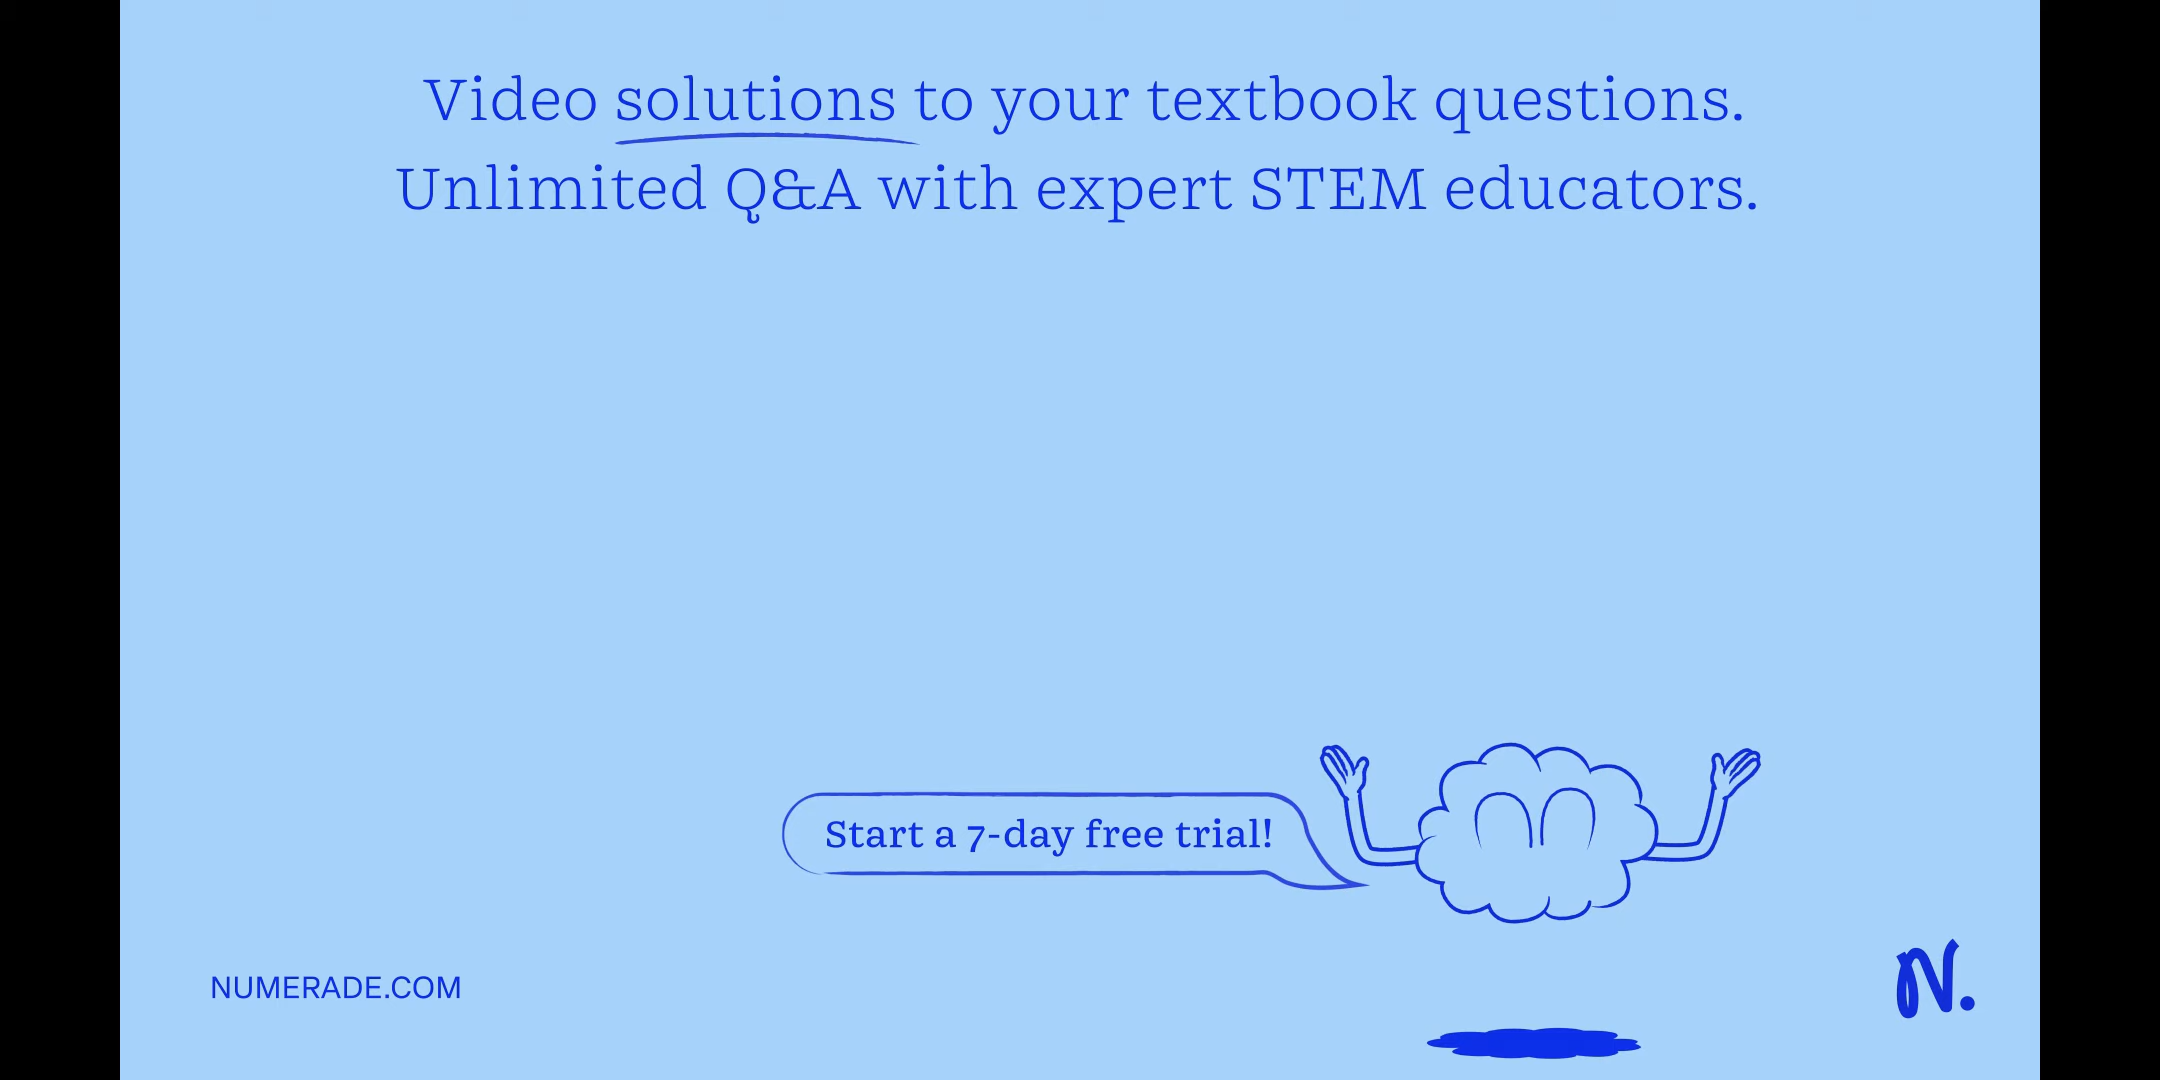 Video solutions to your textbook questions.
Unlimited Q&A with expert STEM educators.
Start a 7-day free trial!
NUMERADE.COM
N.